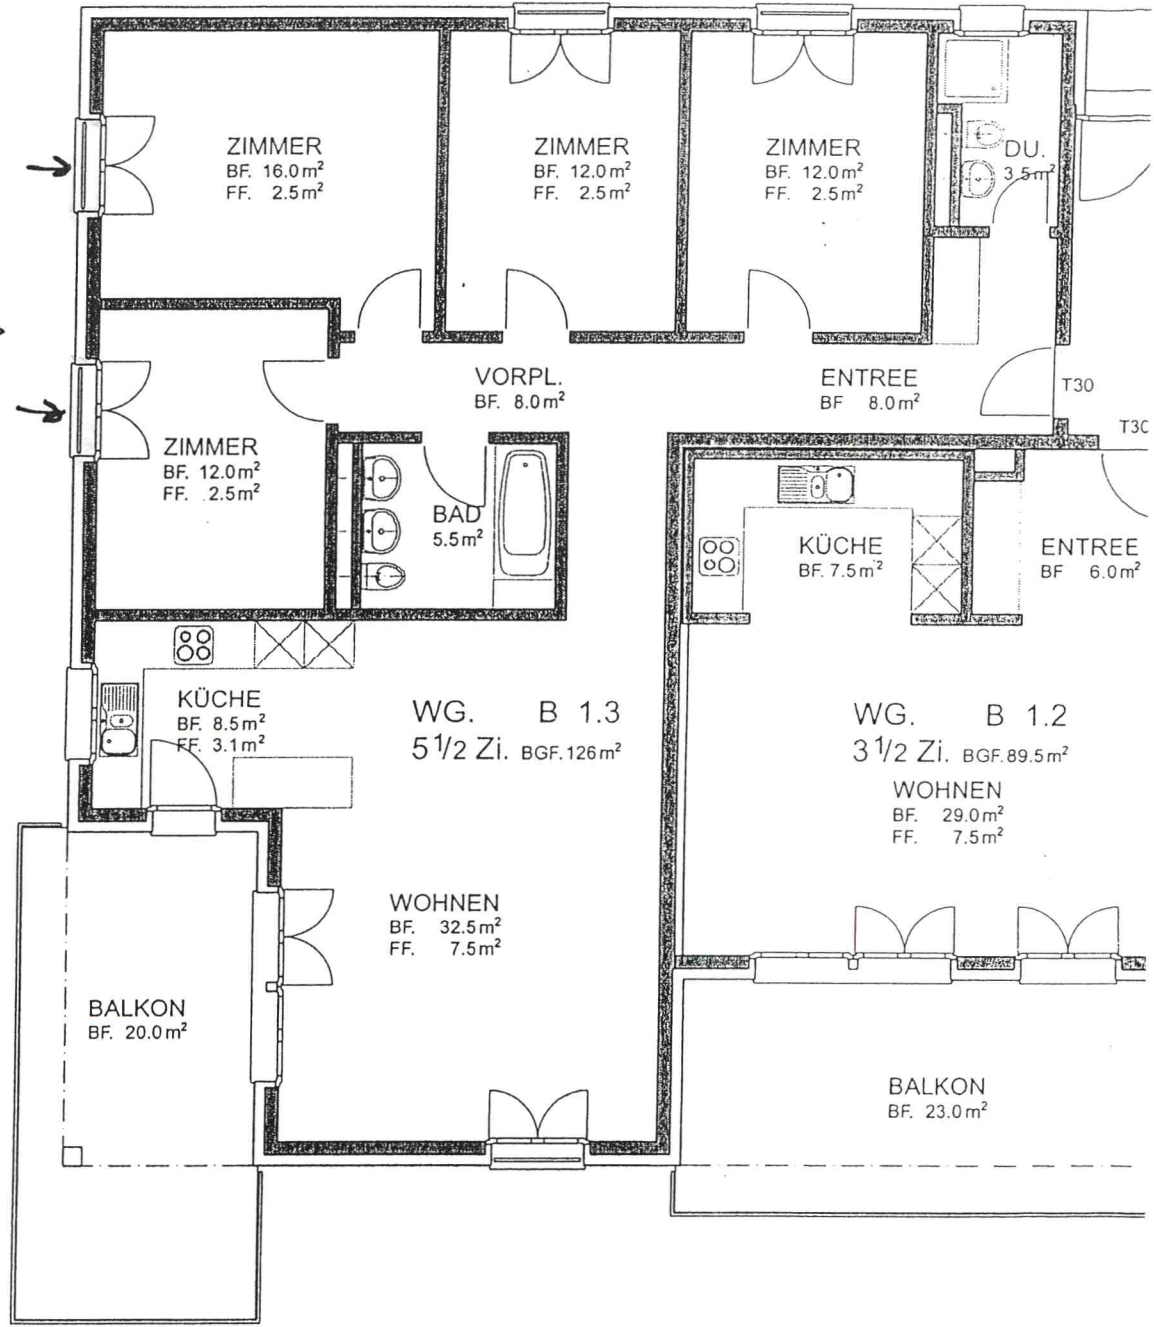 ZIMMER
BF. 16.0m²
FF. 2.5m²
ZIMMER
BF. 12.0m²
FF. 2.5m²
ZIMMER
BF. 12.0m²
FF. 2.5m²
DU.
3.5m²
VORPL.
BF. 8.0m²
ENTREE
BF 8.0m²
T30
T30
ZIMMER
BF. 12.0m²
FF. 2.5m²
BAD
5.5m²
KÜCHE
BF. 7.5m²
ENTREE
BF 6.0m²
KÜCHE
BF. 8.5m²
FF. 3.1m²
WG. B 1.3
5 1/2 Zi. BGF. 126m²
WG. B 1.2
3 1/2 Zi. BGF. 89.5m²
WOHNEN
BF. 29.0m²
FF. 7.5m²
WOHNEN
BF. 32.5m²
FF. 7.5m²
BALKON
BF. 20.0m²
BALKON
BF. 23.0m²